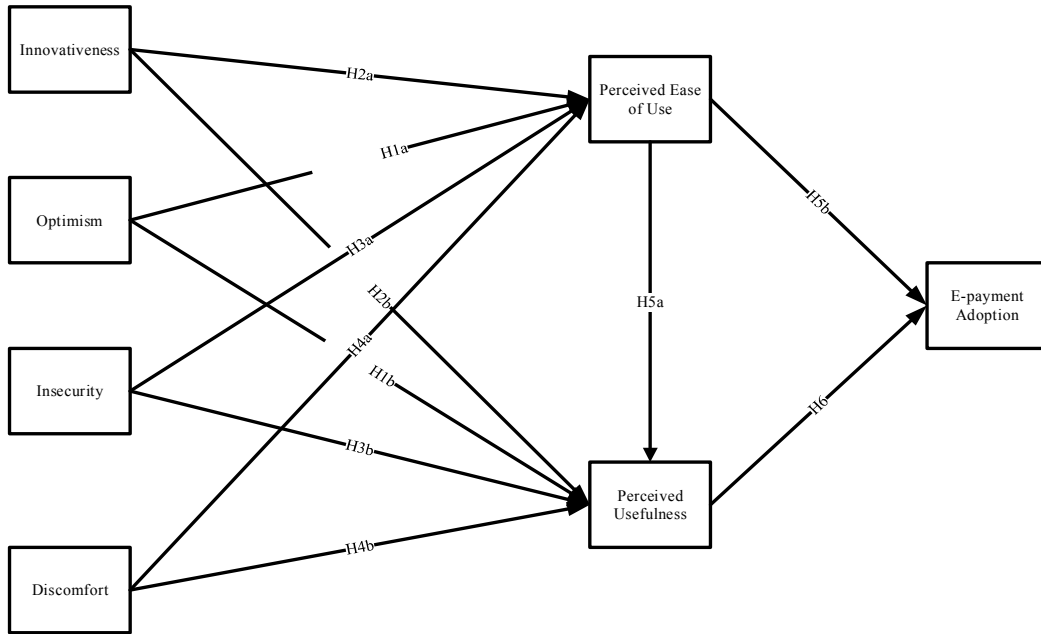 Innovativeness
H2a
Perceived Ease
of Use
H1a
Optimism
H5b
H3a
H2b
H5a
E-payment
Adoption
H4a
Insecurity
H1b
H6
H3b
Perceived
Usefulness
H4b
Discomfort